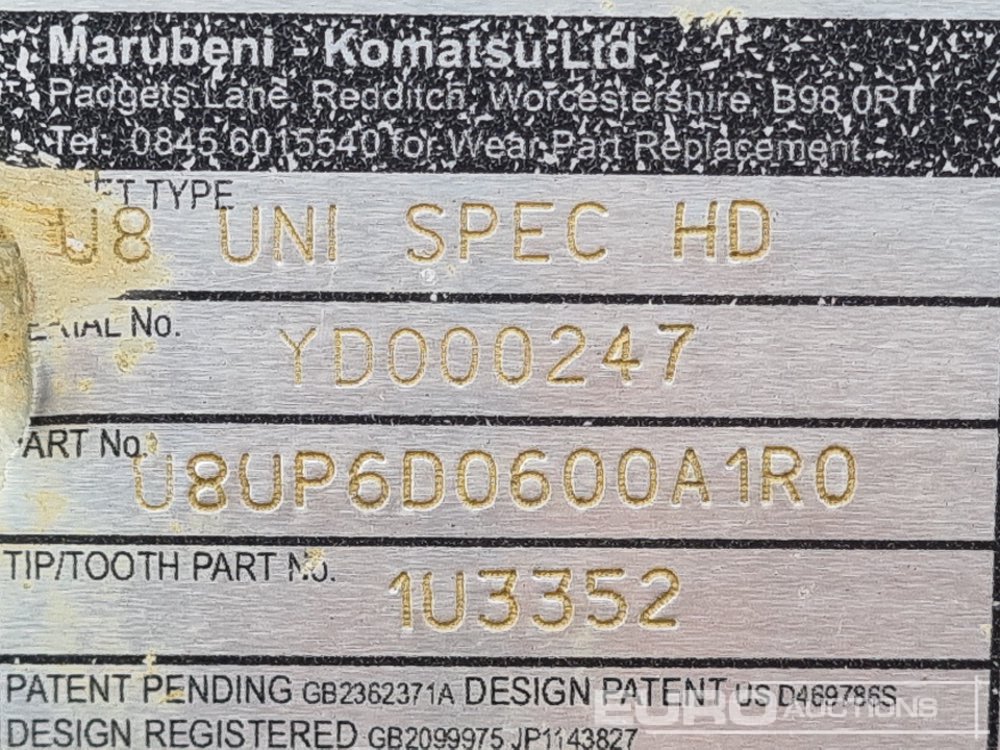 Marubeni - Komatsu Ltd
Padgets Lane, Redditch, Worcestershire, B98 0RT
Tel: 0845 6015540 for Wear Part Replacement
TYPE
U8 UNI SPEC HD
No.
YD000247
PART No.
U8UP6D0600A1R0
TIP/TOOTH PART No.
1U3352
PATENT PENDING GB2362371A DESIGN PATENT US D469786S
DESIGN REGISTERED GB2099975 JP1143827
EURO AUCTIONS